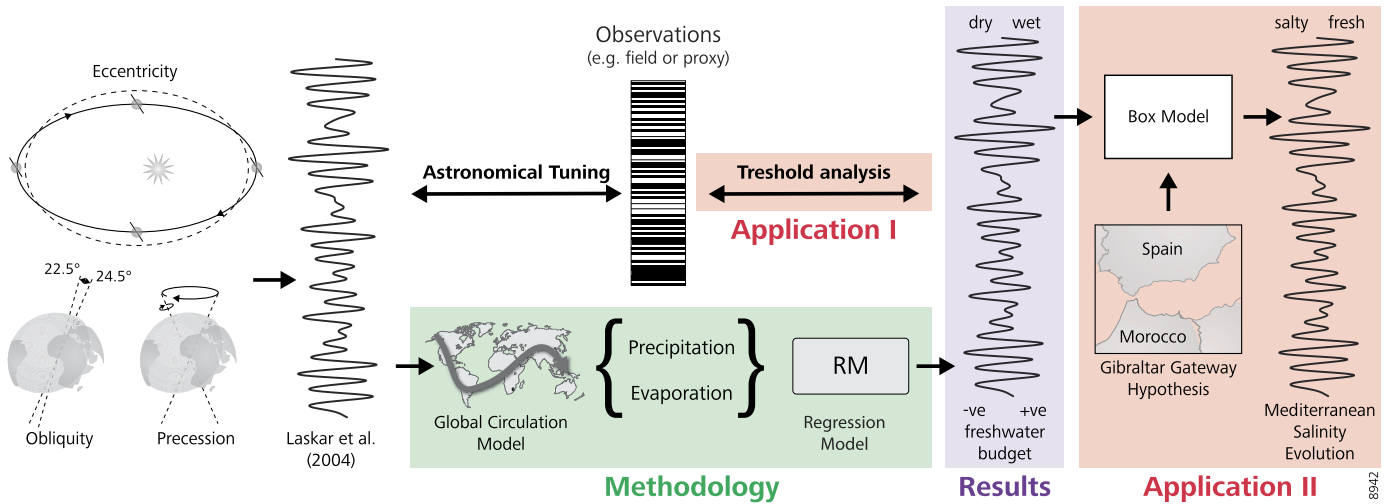 Eccentricity
22.5°
24.5°
Obliquity
Precession
Laskar et al.
(2004)
Observations
(e.g. field or proxy)
Astronomical Tuning
Treshold analysis
Application I
Global Circulation
Model
Precipitation
Evaporation
RM
Regression
Model
Methodology
dry wet
-ve +ve
freshwater
budget
Results
Box Model
Spain
Morocco
Gibraltar Gateway
Hypothesis
salty fresh
Mediterranean
Salinity
Evolution
Application II
8942